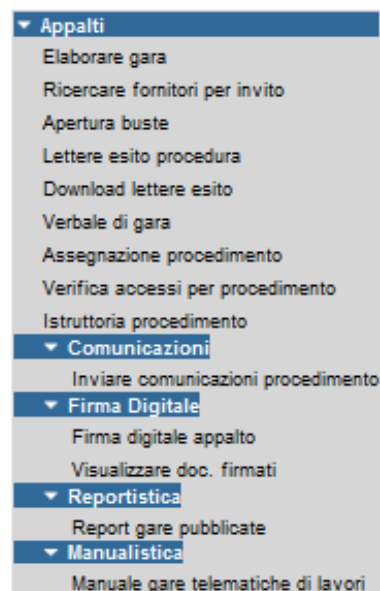 Appalti
Elaborare gara
Ricercare fornitori per invito
Apertura buste
Lettere esito procedura
Download lettere esito
Verbale di gara
Assegnazione procedimento
Verifica accessi per procedimento
Istruttoria procedimento
Comunicazioni
Inviare comunicazioni procedimento
Firma Digitale
Firma digitale appalto
Visualizzare doc. firmati
Reportistica
Report gare pubblicate
Manualistica
Manuale gare telematiche di lavori